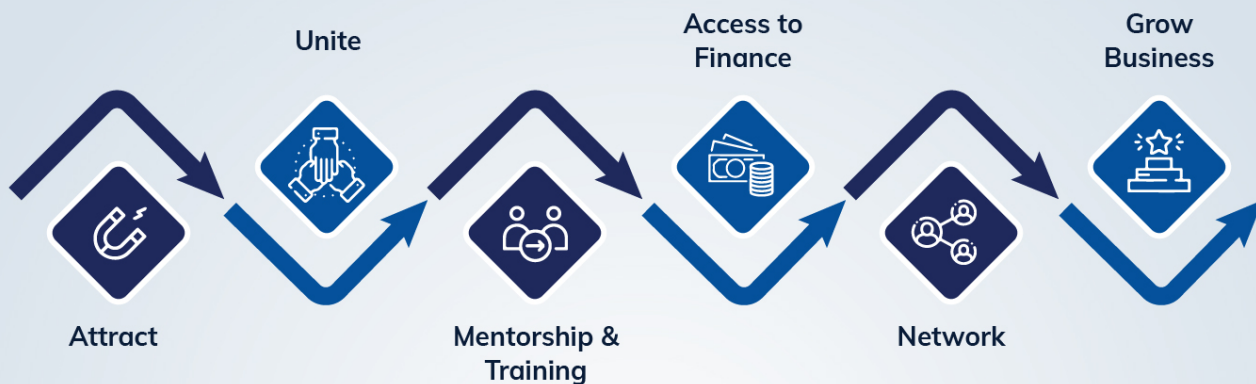 Attract
Unite
Mentorship &
Training
Access to
Finance
Network
Grow
Business